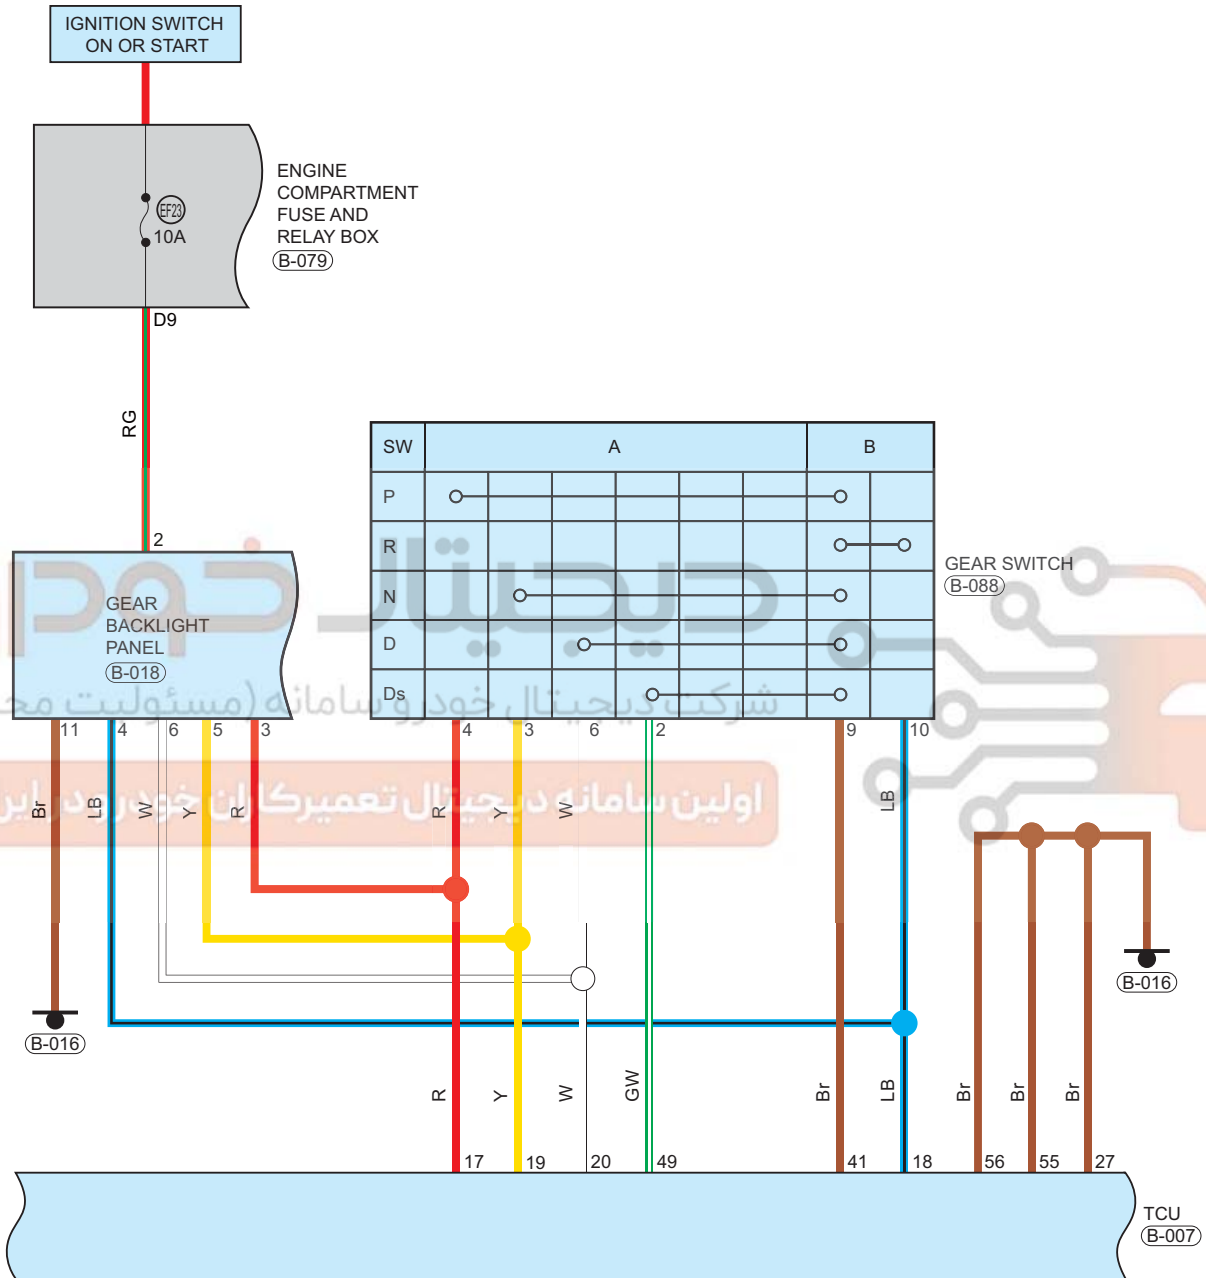 IGNITION SWITCH
ON OR START
ENGINE
COMPARTMENT
FUSE AND
RELAY BOX
B-079
EF23
10A
D9
RG
2
SW A B
P
R
N
D
Ds
GEAR SWITCH
B-088
GEAR
BACKLIGHT
PANEL
B-018
دیجیتال خودرو
شرکت دیجیتال خودرو سامانه (مسئولیت
اولین سامانه دیجیتال تعمیرکاران خودرو در
11 4 6 5 3 4 3 6 2 9 10
Br LB W Y R R Y W LB
B-016
B-016
R Y W GW Br LB Br Br Br
17 19 20 49 41 18 56 55 27
TCU
B-007